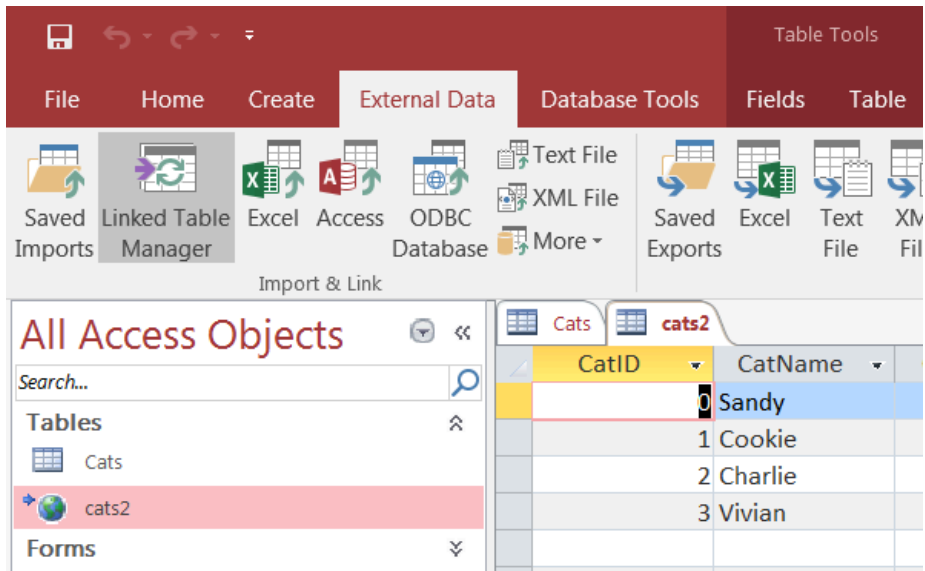 Table Tools
File Home Create External Data Database Tools Fields Table
Text File
XML File
More
Saved Imports
Linked Table Manager
Excel
Access
ODBC Database
Saved Exports
Excel
Text File
Import & Link
All Access Objects
Search...
Tables
Cats
cats2
Forms
Cats cats2
CatID CatName
0 Sandy
1 Cookie
2 Charlie
3 Vivian